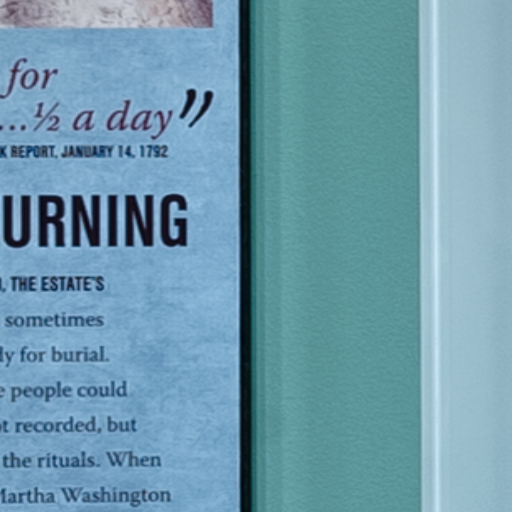 for
...½ a day”
K REPORT, JANUARY 14, 1792
URNING
, THE ESTATE'S
sometimes
ly for burial.
e people could
t recorded, but
the rituals. When
Martha Washington